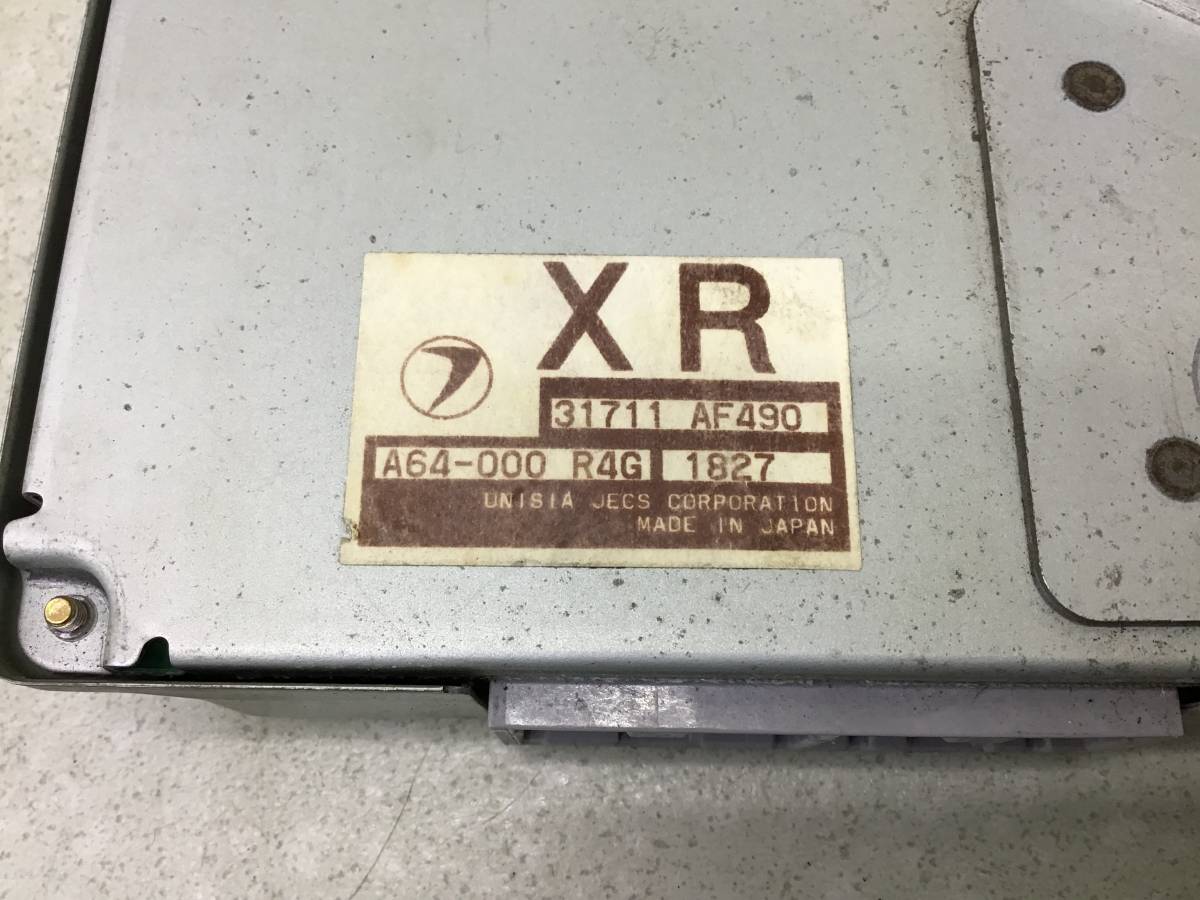 XR
31711 AF490
A64-000 R4G 1827
UNISIA JECS CORPORATION
MADE IN JAPAN